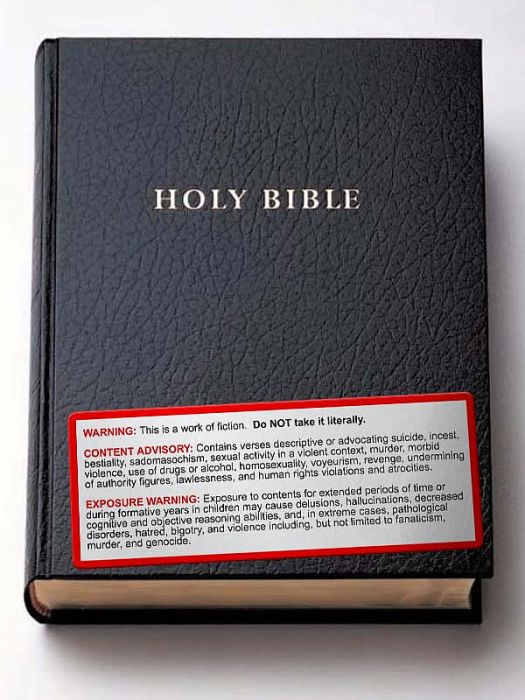 HOLY BIBLE
WARNING: This is a work of fiction. Do NOT take it literally.
CONTENT ADVISORY: Contains verses descriptive or advocating suicide, incest,
bestiality, sadomasochism, sexual activity in a violent context, murder, morbid
violence, use of drugs or alcohol, homosexuality, voyeurism, revenge, undermining
of authority figures, lawlessness, and human rights violations and atrocities.
EXPOSURE WARNING: Exposure to contents for extended periods of time or
during formative years in children may cause delusions, hallucinations, decreased
cognitive and objective reasoning abilities, and, in extreme cases, pathological
disorders, hatred, bigotry, and violence including, but not limited to fanaticism,
murder, and genocide.